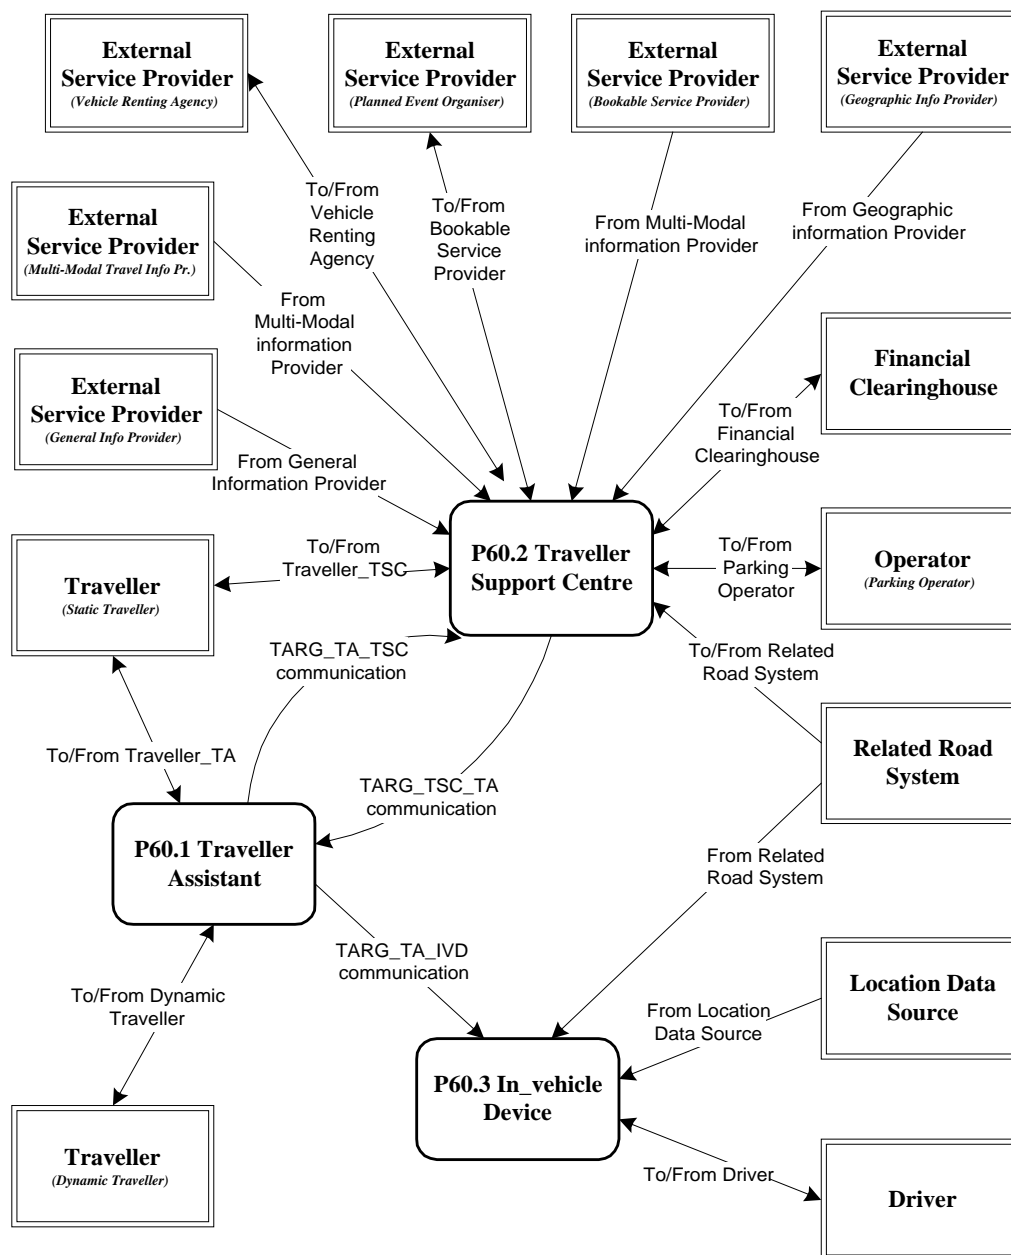 External
Service Provider
(Vehicle Renting Agency)
External
Service Provider
(Planned Event Organiser)
External
Service Provider
(Bookable Service Provider)
External
Service Provider
(Geographic Info Provider)
To/From
Vehicle
Renting
Agency
To/From
Bookable
Service
Provider
From Multi-Modal
information Provider
From Geographic
information Provider
External
Service Provider
(Multi-Modal Travel Info Pr.)
From
Multi-Modal
information
Provider
External
Service Provider
(General Info Provider)
From General
Information Provider
Financial
Clearinghouse
To/From
Financial
Clearinghouse
To/From
Traveller_TSC
P60.2 Traveller
Support Centre
To/From
Parking
Operator
Operator
(Parking Operator)
Traveller
(Static Traveller)
TARG_TA_TSC
communication
To/From Related
Road System
To/From Traveller_TA
TARG_TSC_TA
communication
Related Road
System
P60.1 Traveller
Assistant
From Related
Road System
TARG_TA_IVD
communication
To/From Dynamic
Traveller
From Location
Data Source
Location Data
Source
P60.3 In_vehicle
Device
Traveller
(Dynamic Traveller)
To/From Driver
Driver